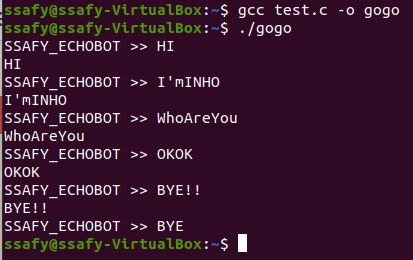 ssafy@ssafy-VirtualBox:~$ gcc test.c -o gogo
ssafy@ssafy-VirtualBox:~$ ./gogo
SSAFY_ECHOBOT >> HI
HI
SSAFY_ECHOBOT >> I'mINHO
I'mINHO
SSAFY_ECHOBOT >> WhoAreYou
WhoAreYou
SSAFY_ECHOBOT >> OKOK
OKOK
SSAFY_ECHOBOT >> BYE!!
BYE!!
SSAFY_ECHOBOT >> BYE
ssafy@ssafy-VirtualBox:~$